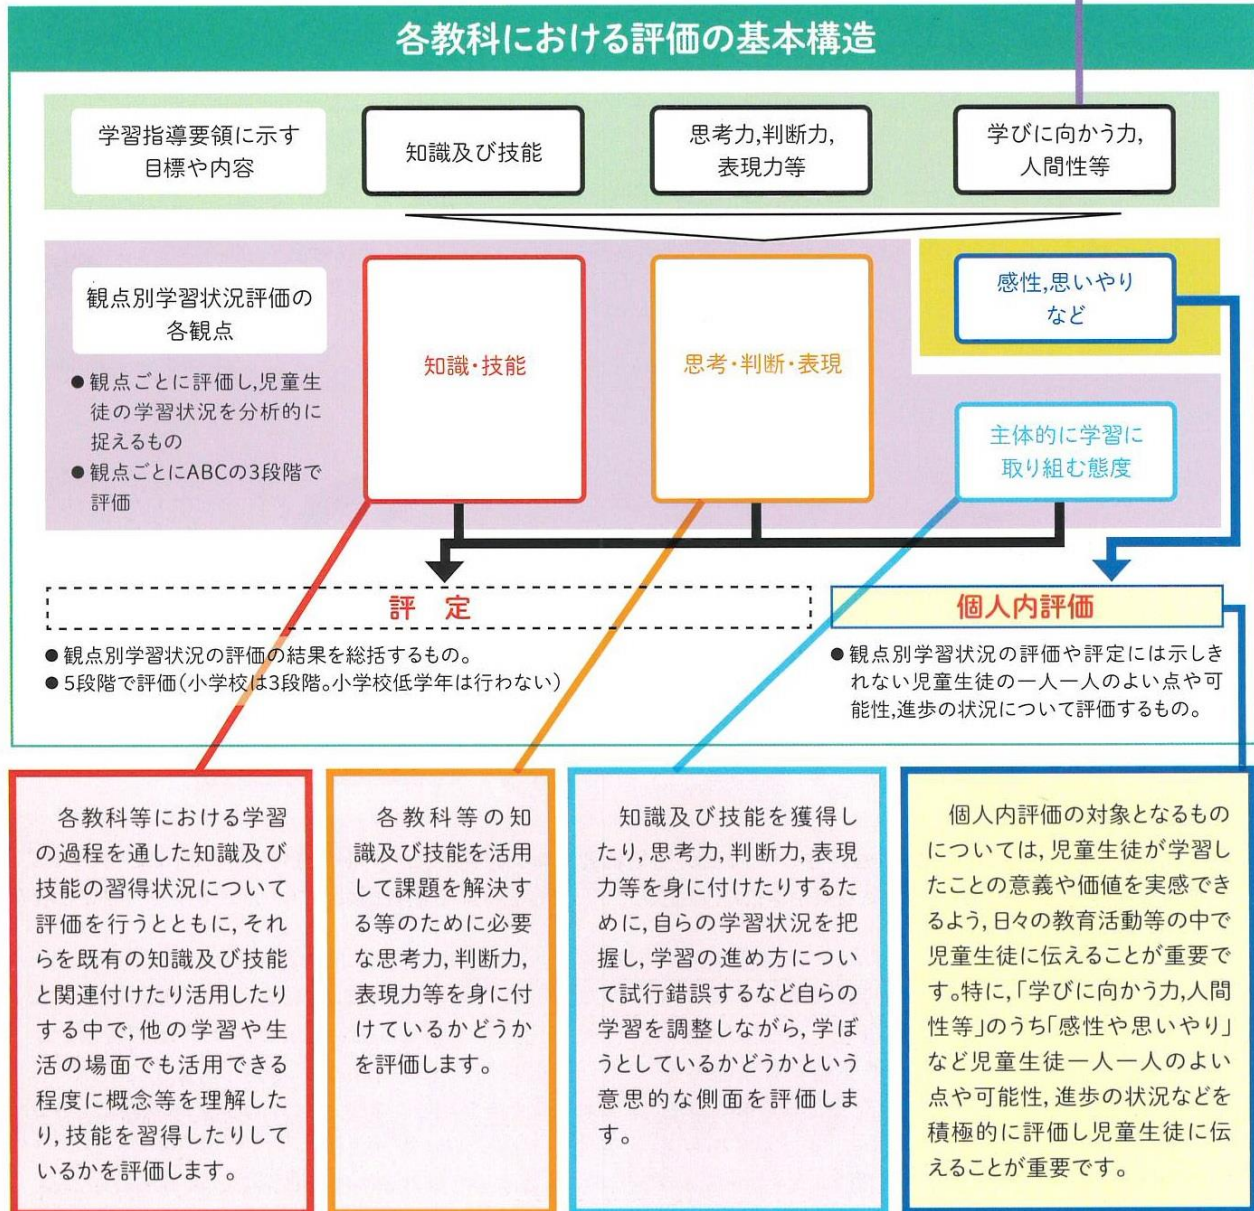 各教科における評価の基本構造
学習指導要領に示す
目標や内容
知識及び技能
思考力,判断力,
表現力等
学びに向かう力,
人間性等
観点別学習状況評価の
各観点
●観点ごとに評価し,児童生
徒の学習状況を分析的に
捉えるもの
●観点ごとにABCの3段階で
評価
知識・技能
思考・判断・表現
感性,思いやり
など
主体的に学習に
取り組む態度
評 定
●観点別学習状況の評価の結果を総括するもの。
●5段階で評価(小学校は3段階。小学校低学年は行わない)
個人内評価
●観点別学習状況の評価や評定には示しき
れない児童生徒の一人一人のよい点や可
能性,進歩の状況について評価するもの。
各教科等における学習
の過程を通した知識及び
技能の習得状況について
評価を行うとともに,それ
らを既有の知識及び技能
と関連付けたり活用したり
する中で,他の学習や生
活の場面でも活用できる
程度に概念等を理解した
り,技能を習得したりして
いるかを評価します。
各教科等の知
識及び技能を活用
して課題を解決す
る等のために必要
な思考力,判断力,
表現力等を身に付
けているかどうか
を評価します。
知識及び技能を獲得し
たり,思考力,判断力,表現
力等を身に付けたりするた
めに,自らの学習状況を把
握し,学習の進め方につい
て試行錯誤するなど自らの
学習を調整しながら,学ぼ
うとしているかどうかという
意思的な側面を評価しま
す。
個人内評価の対象となるもの
については,児童生徒が学習し
たことの意義や価値を実感でき
るよう,日々の教育活動等の中で
児童生徒に伝えることが重要で
す。特に,「学びに向かう力,人間
性等」のうち「感性や思いやり」
など児童生徒一人一人のよい
点や可能性,進歩の状況などを
積極的に評価し児童生徒に伝
えることが重要です。